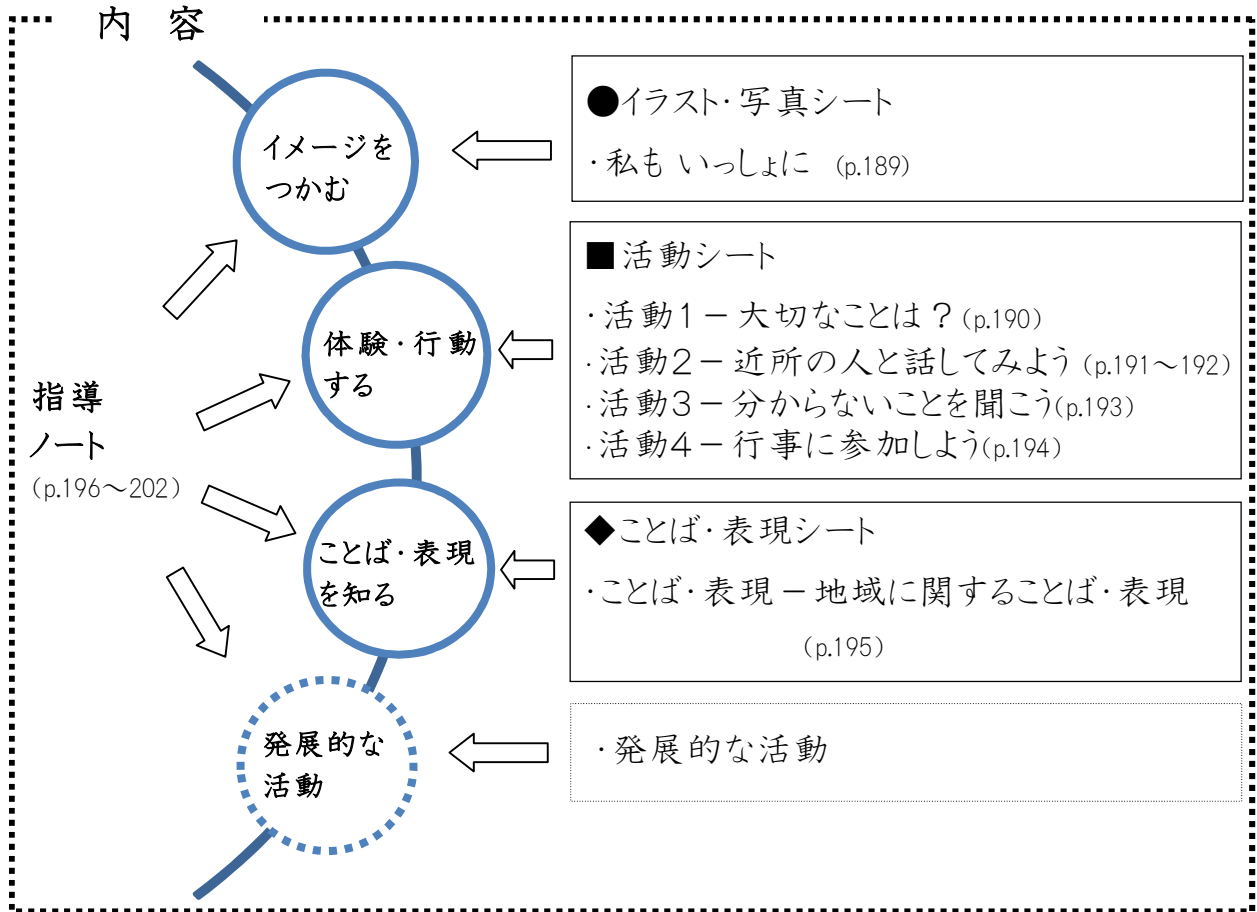 内 容
指導
ノート
(p.196～202)
イメージを
つかむ
体験・行動
する
ことば・表現
を知る
発展的な
活動
●イラスト・写真シート
・私も いっしょに (p.189)
■活動シート
・活動1－大切なことは？(p.190)
・活動2－近所の人と話してみよう(p.191～192)
・活動3－分からないことを聞こう(p.193)
・活動4－行事に参加しよう(p.194)
◆ことば・表現シート
・ことば・表現－地域に関することば・表現
(p.195)
・発展的な活動